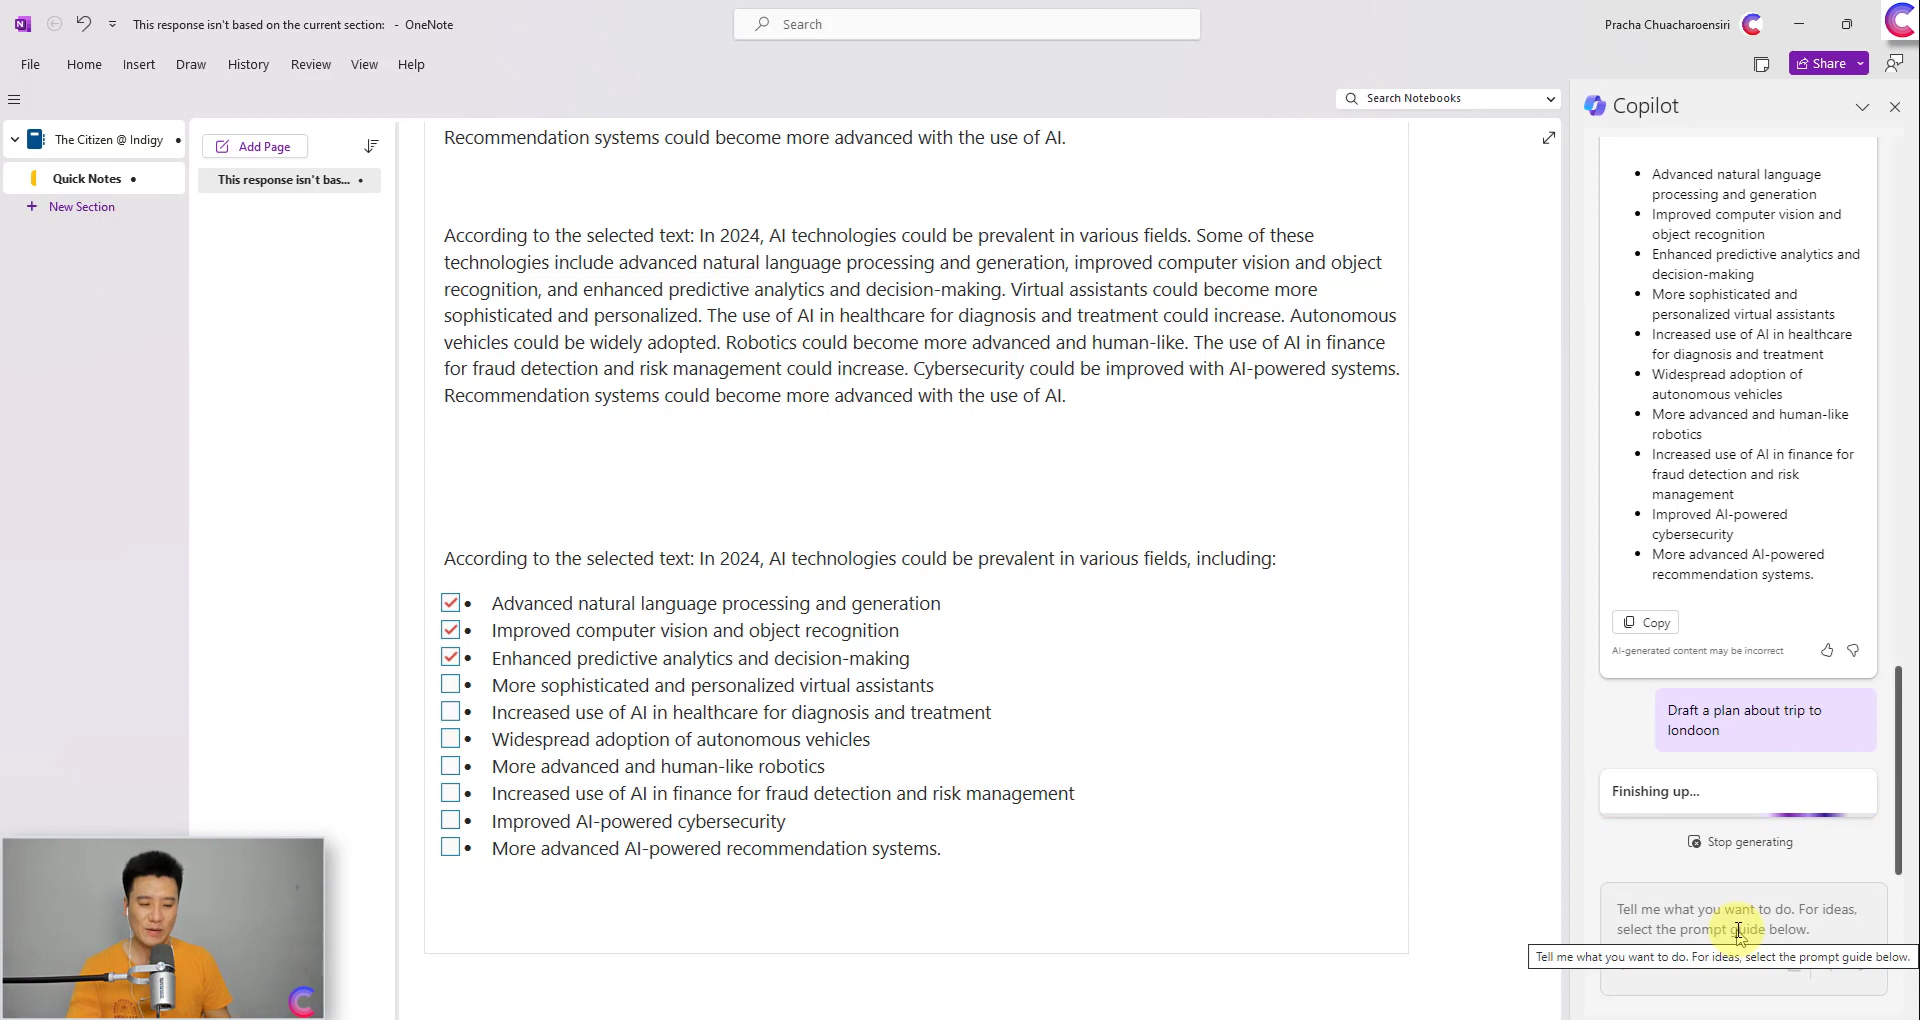 This response isn't based on the current section: - OneNote
Search
Pracha Chuacharoensiri
File Home Insert Draw History Review View Help
Share
Search Notebooks
Copilot
The Citizen @ Indigy
Add Page
Quick Notes
This response isn't bas...
New Section
Recommendation systems could become more advanced with the use of AI.
According to the selected text: In 2024, AI technologies could be prevalent in various fields. Some of these
technologies include advanced natural language processing and generation, improved computer vision and object
recognition, and enhanced predictive analytics and decision-making. Virtual assistants could become more
sophisticated and personalized. The use of AI in healthcare for diagnosis and treatment could increase. Autonomous
vehicles could be widely adopted. Robotics could become more advanced and human-like. The use of AI in finance
for fraud detection and risk management could increase. Cybersecurity could be improved with AI-powered systems.
Recommendation systems could become more advanced with the use of AI.
According to the selected text: In 2024, AI technologies could be prevalent in various fields, including:
• Advanced natural language processing and generation
• Improved computer vision and object recognition
• Enhanced predictive analytics and decision-making
• More sophisticated and personalized virtual assistants
• Increased use of AI in healthcare for diagnosis and treatment
• Widespread adoption of autonomous vehicles
• More advanced and human-like robotics
• Increased use of AI in finance for fraud detection and risk management
• Improved AI-powered cybersecurity
• More advanced AI-powered recommendation systems.
• Advanced natural language
processing and generation
• Improved computer vision and
object recognition
• Enhanced predictive analytics and
decision-making
• More sophisticated and
personalized virtual assistants
• Increased use of AI in healthcare
for diagnosis and treatment
• Widespread adoption of
autonomous vehicles
• More advanced and human-like
robotics
• Increased use of AI in finance for
fraud detection and risk
management
• Improved AI-powered
cybersecurity
• More advanced AI-powered
recommendation systems.
Copy
AI-generated content may be incorrect
Draft a plan about trip to
londoon
Finishing up...
Stop generating
Tell me what you want to do. For ideas,
select the prompt guide below.
Tell me what you want to do. For ideas, select the prompt guide below.